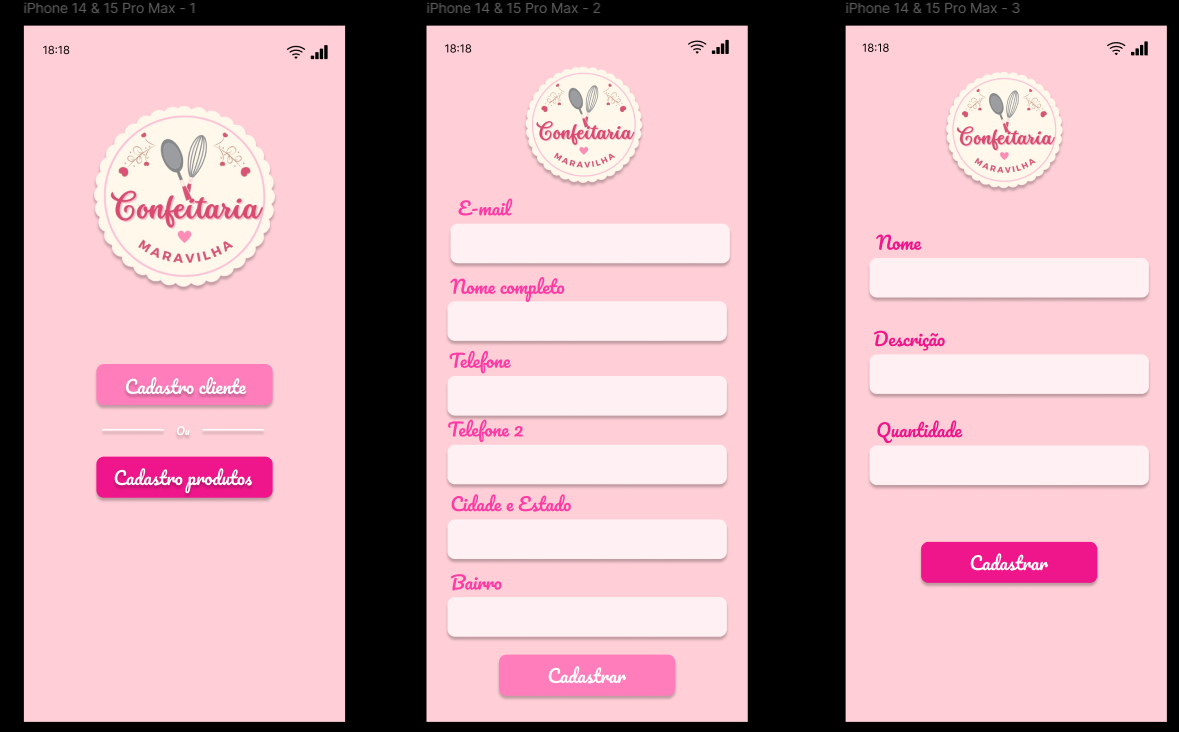 iPhone 14 & 15 Pro Max - 1
18:18
Confeitaria
MARAVILHA
Cadastro cliente
Ou
Cadastro produtos
iPhone 14 & 15 Pro Max - 2
18:18
Confeitaria
MARAVILHA
E-mail
Nome completo
Telefone
Telefone 2
Cidade e Estado
Bairro
Cadastrar
iPhone 14 & 15 Pro Max - 3
18:18
Confeitaria
MARAVILHA
Nome
Descrição
Quantidade
Cadastrar